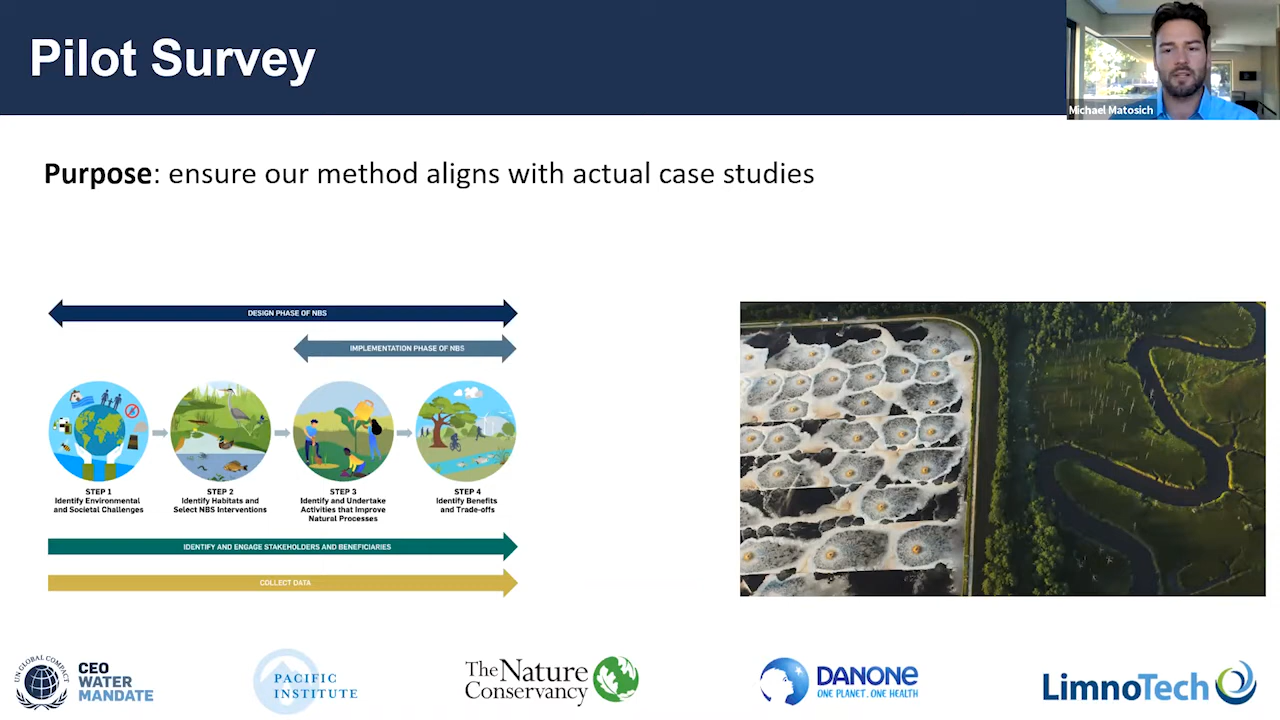 Pilot Survey
Michael Matosich
Purpose: ensure our method aligns with actual case studies
DESIGN PHASE OF NBS
IMPLEMENTATION PHASE OF NBS
STEP 1
Identify Environmental
and Societal Challenges
STEP 2
Identify Habitats and
Select NBS Interventions
STEP 3
Identify and Undertake
Activities that Improve
Natural Processes
STEP 4
Identify Benefits
and Trade-offs
IDENTIFY AND ENGAGE STAKEHOLDERS AND BENEFICIARIES
COLLECT DATA
UN GLOBAL COMPACT
CEO
WATER
MANDATE
PACIFIC
INSTITUTE
The Nature
Conservancy
DANONE
ONE PLANET. ONE HEALTH
LimnoTech